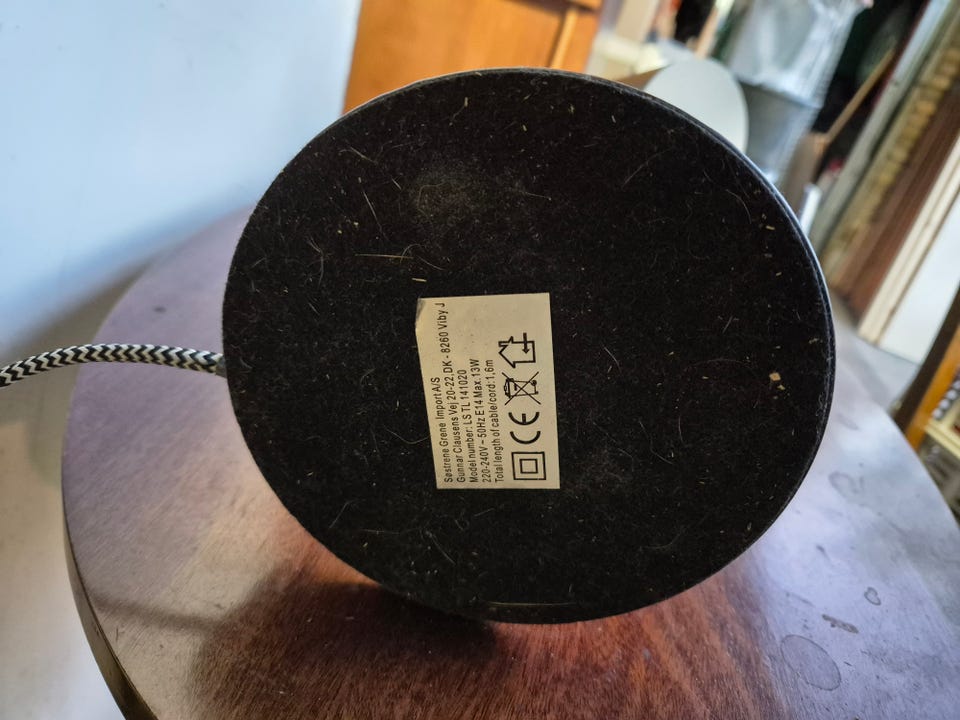 Søstrene Grene Import A/S
Gunnar Clausens Vej 20-22,DK - 8260 Viby J
Model number: LS TL 141020
220-240V ~ 50Hz E14 Max.13W
Total length of cable/cord:1,6m
CE